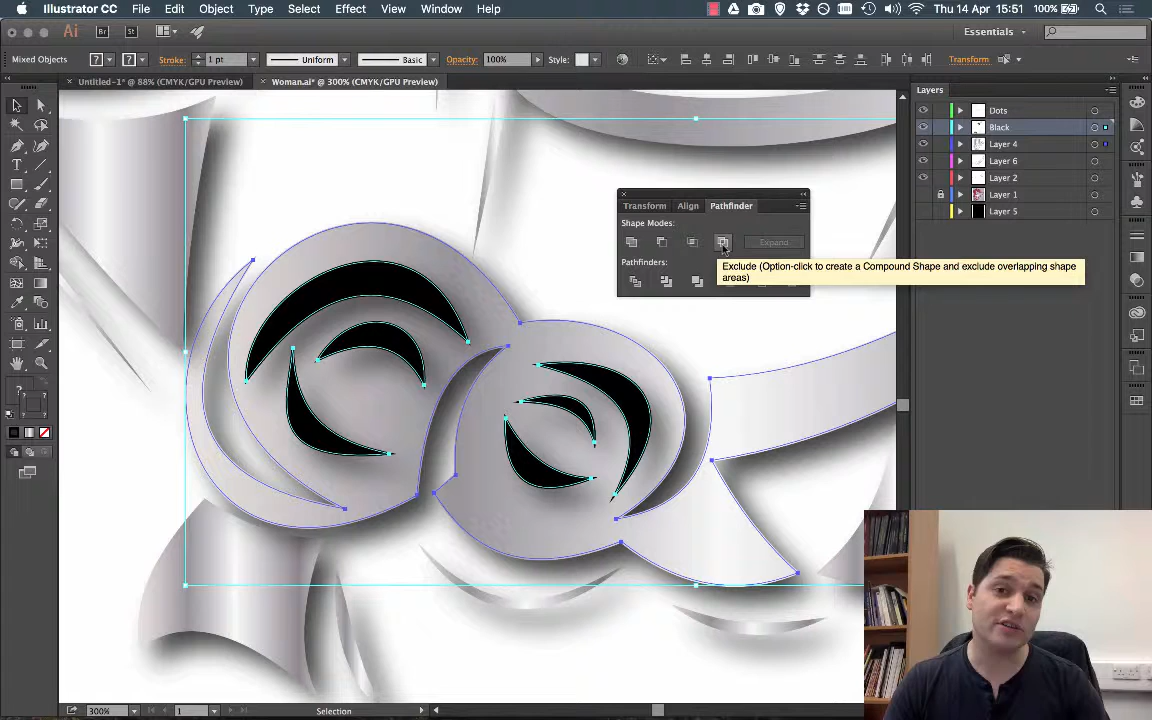 Illustrator CC File Edit Object Type Select Effect View Window Help Thu 14 Apr 15:51 100%
Ai Br St Essentials
Mixed Objects Stroke: 1 pt Uniform Basic Opacity: 100% Style: Transform
× Untitled-1* @ 88% (CMYK/GPU Preview) × Woman.ai* @ 300% (CMYK/GPU Preview)
Layers
Dots
Black
Layer 4
Layer 6
Layer 2
Layer 1
Layer 5
Transform Align Pathfinder
Shape Modes:
Expand
Pathfinders:
Exclude (Option-click to create a Compound Shape and exclude overlapping shape
areas)
300% 1 Selection